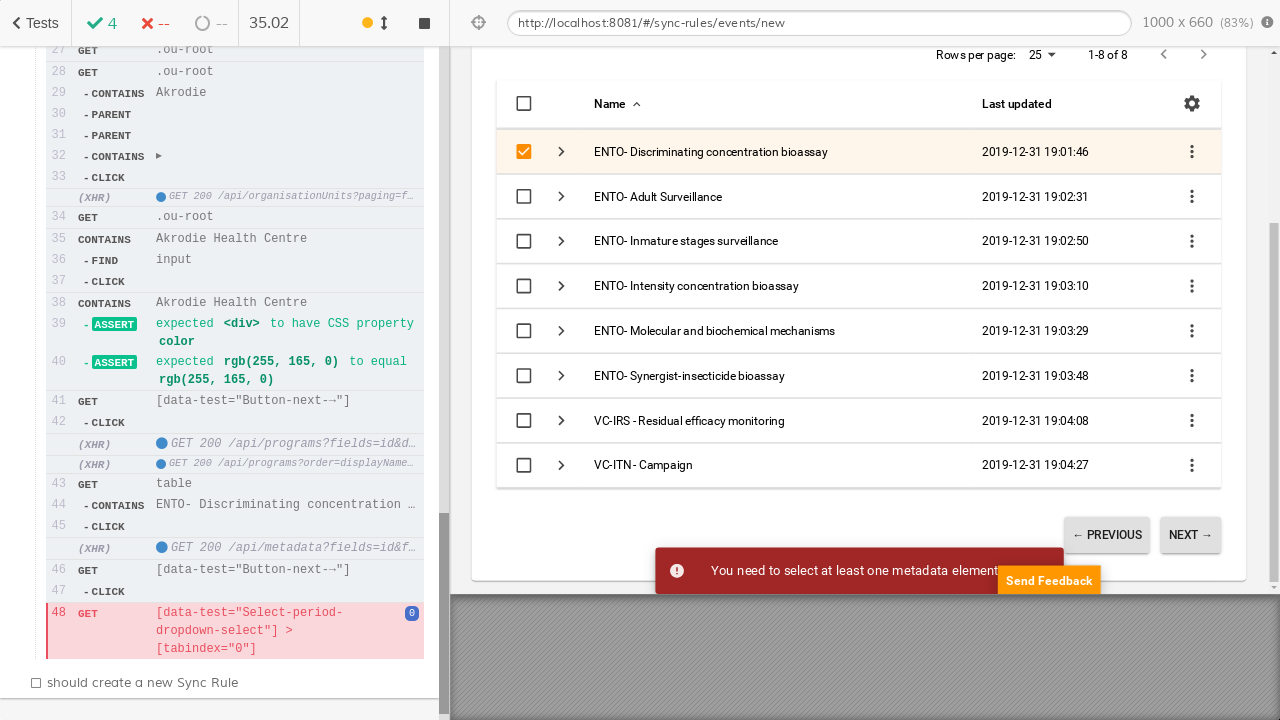 Tests
4
--
--
35.02
http://localhost:8081/#/sync-rules/events/new
1000 x 660 (83%)
27 GET .ou-root
28 GET .ou-root
29 - CONTAINS Akrodie
30 - PARENT
31 - PARENT
32 - CONTAINS ▸
33 - CLICK
(XHR) GET 200 /api/organisationUnits?paging=f…
34 GET .ou-root
35 CONTAINS Akrodie Health Centre
36 - FIND input
37 - CLICK
38 CONTAINS Akrodie Health Centre
39 - ASSERT expected <div> to have CSS property
color
40 - ASSERT expected rgb(255, 165, 0) to equal
rgb(255, 165, 0)
41 GET [data-test="Button-next-→"]
42 - CLICK
(XHR) GET 200 /api/programs?fields=id&d…
(XHR) GET 200 /api/programs?order=displayName…
43 GET table
44 - CONTAINS ENTO- Discriminating concentration …
45 - CLICK
(XHR) GET 200 /api/metadata?fields=id&f…
46 GET [data-test="Button-next-→"]
47 - CLICK
48 GET [data-test="Select-period-
dropdown-select"] >
[tabindex="0"]
0
should create a new Sync Rule
Rows per page: 25 1-8 of 8
Name Last updated
ENTO- Discriminating concentration bioassay 2019-12-31 19:01:46
ENTO- Adult Surveillance 2019-12-31 19:02:31
ENTO- Inmature stages surveillance 2019-12-31 19:02:50
ENTO- Intensity concentration bioassay 2019-12-31 19:03:10
ENTO- Molecular and biochemical mechanisms 2019-12-31 19:03:29
ENTO- Synergist-insecticide bioassay 2019-12-31 19:03:48
VC-IRS - Residual efficacy monitoring 2019-12-31 19:04:08
VC-ITN - Campaign 2019-12-31 19:04:27
← PREVIOUS NEXT →
You need to select at least one metadata element
Send Feedback